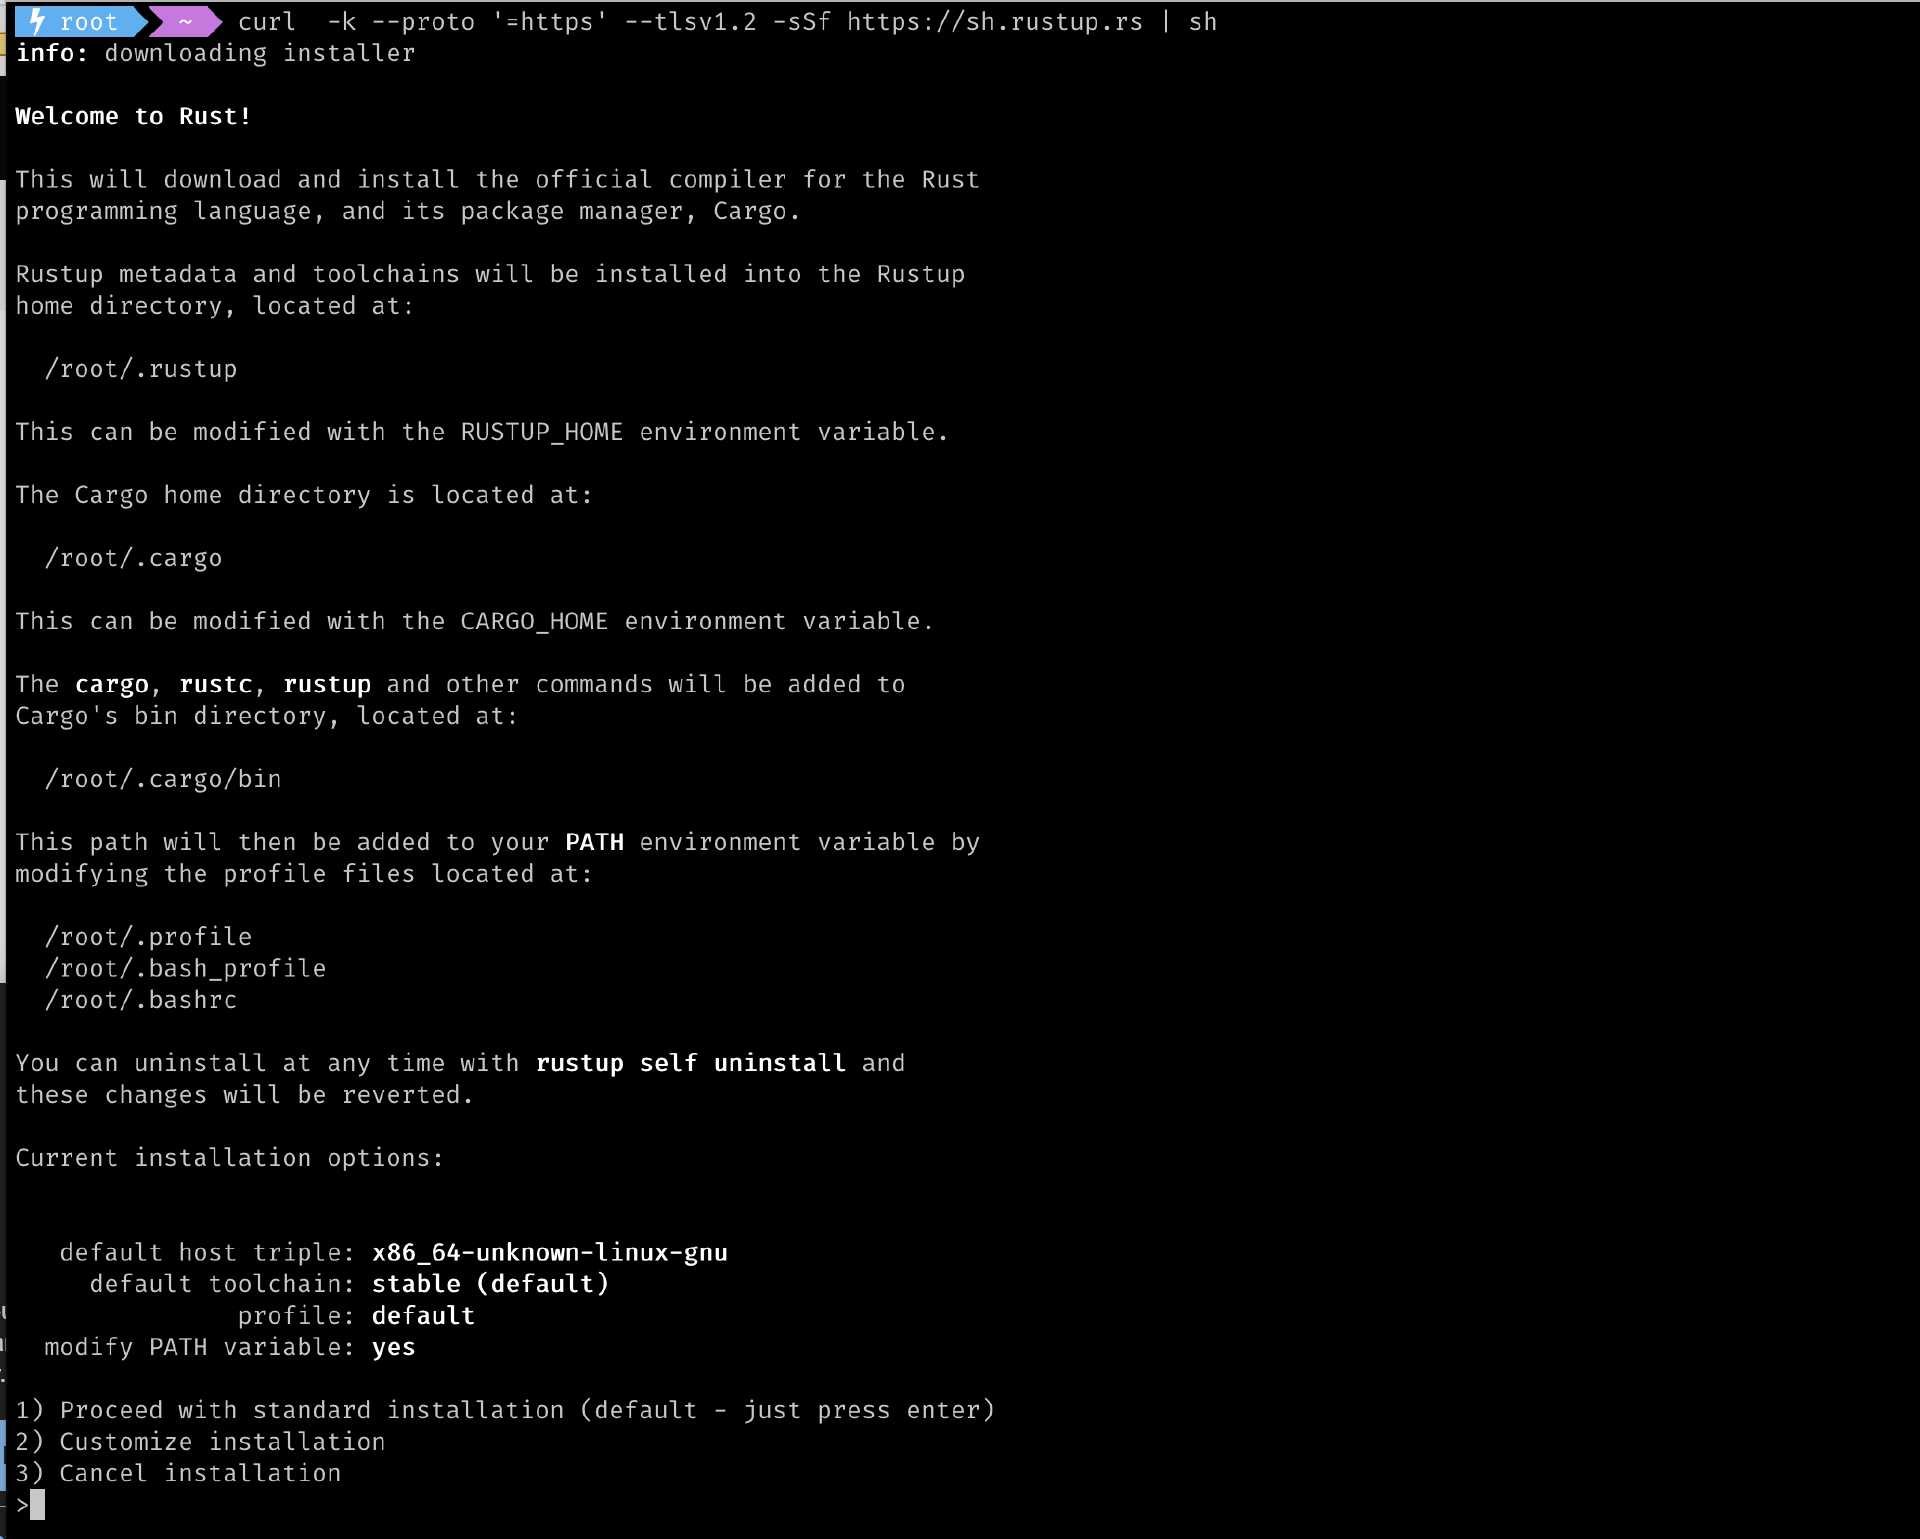 root ~ curl  -k --proto '=https' --tlsv1.2 -sSf https://sh.rustup.rs | sh
info: downloading installer
Welcome to Rust!
This will download and install the official compiler for the Rust
programming language, and its package manager, Cargo.
Rustup metadata and toolchains will be installed into the Rustup
home directory, located at:
/root/.rustup
This can be modified with the RUSTUP_HOME environment variable.
The Cargo home directory is located at:
/root/.cargo
This can be modified with the CARGO_HOME environment variable.
The cargo, rustc, rustup and other commands will be added to
Cargo's bin directory, located at:
/root/.cargo/bin
This path will then be added to your PATH environment variable by
modifying the profile files located at:
/root/.profile
/root/.bash_profile
/root/.bashrc
You can uninstall at any time with rustup self uninstall and
these changes will be reverted.
Current installation options:
default host triple: x86_64-unknown-linux-gnu
default toolchain: stable (default)
profile: default
modify PATH variable: yes
1) Proceed with standard installation (default - just press enter)
2) Customize installation
3) Cancel installation
>